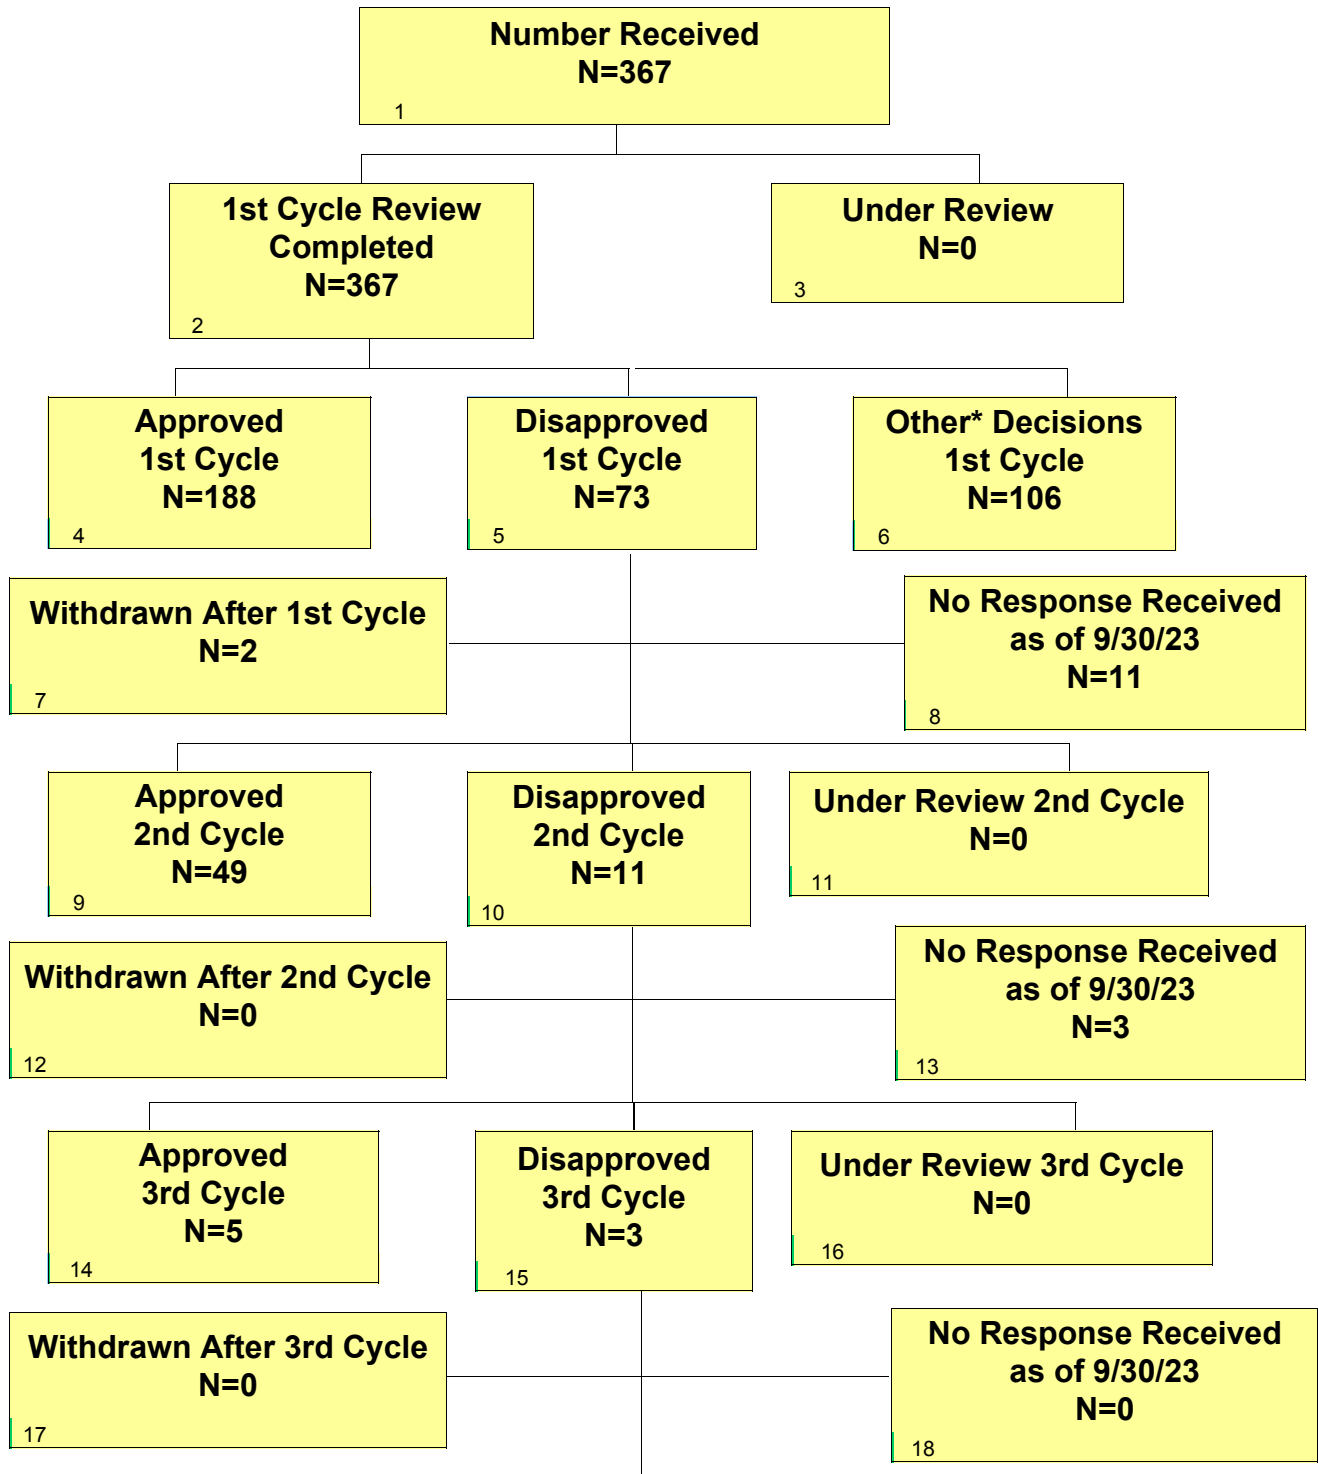 Number Received
N=367
1
1st Cycle Review
Completed
N=367
2
Under Review
N=0
3
Approved
1st Cycle
N=188
4
Disapproved
1st Cycle
N=73
5
Other* Decisions
1st Cycle
N=106
6
Withdrawn After 1st Cycle
N=2
7
No Response Received
as of 9/30/23
N=11
8
Approved
2nd Cycle
N=49
9
Disapproved
2nd Cycle
N=11
10
Under Review 2nd Cycle
N=0
11
Withdrawn After 2nd Cycle
N=0
12
No Response Received
as of 9/30/23
N=3
13
Approved
3rd Cycle
N=5
14
Disapproved
3rd Cycle
N=3
15
Under Review 3rd Cycle
N=0
16
Withdrawn After 3rd Cycle
N=0
17
No Response Received
as of 9/30/23
N=0
18